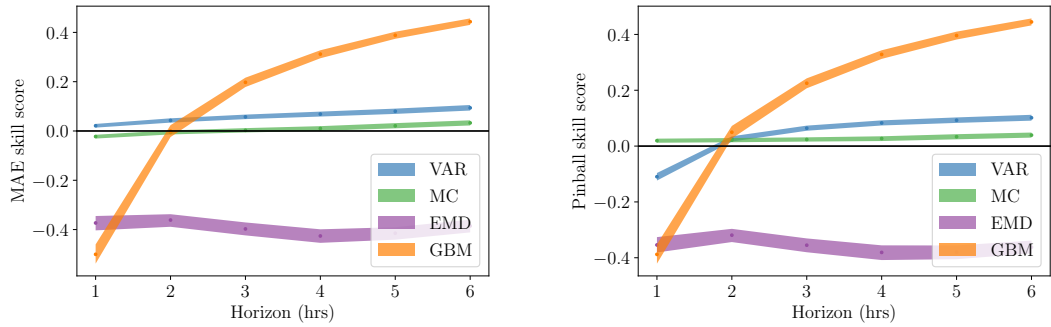 MAE skill score
0.4
0.2
0.0
−0.2
−0.4
VAR
MC
EMD
GBM
1 2 3 4 5 6
Horizon (hrs)
Pinball skill score
0.4
0.2
0.0
−0.2
−0.4
VAR
MC
EMD
GBM
1 2 3 4 5 6
Horizon (hrs)